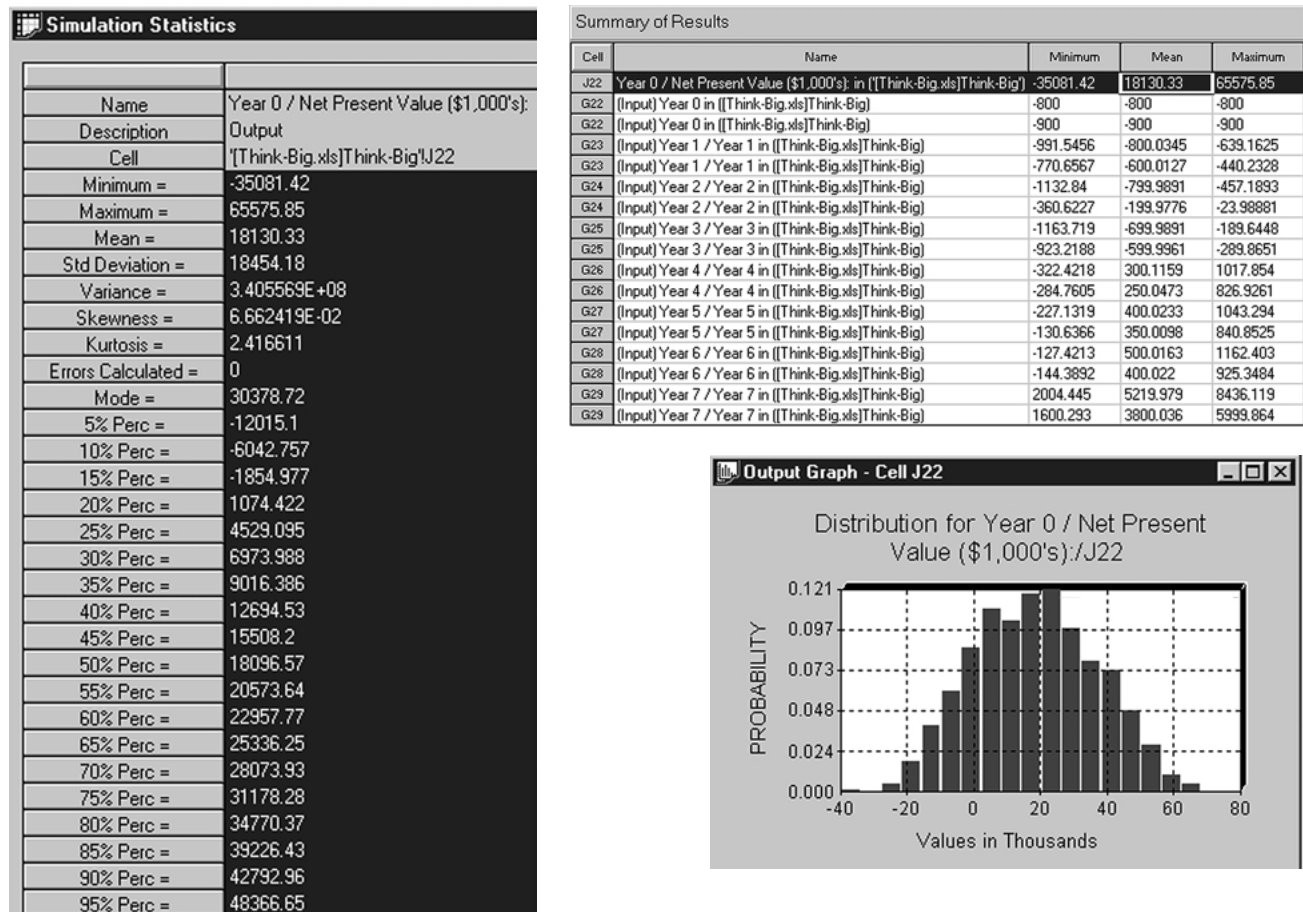 Simulation Statistics
Name Year 0 / Net Present Value ($1,000's):
Description Output
Cell '[Think-Big.xls]Think-Big'!J22
Minimum = -35081.42
Maximum = 65575.85
Mean = 18130.33
Std Deviation = 18454.18
Variance = 3.405569E+08
Skewness = 6.662419E-02
Kurtosis = 2.416611
Errors Calculated = 0
Mode = 30378.72
5% Perc = -12015.1
10% Perc = -6042.757
15% Perc = -1854.977
20% Perc = 1074.422
25% Perc = 4529.095
30% Perc = 6973.988
35% Perc = 9016.386
40% Perc = 12694.53
45% Perc = 15508.2
50% Perc = 18096.57
55% Perc = 20573.64
60% Perc = 22957.77
65% Perc = 25336.25
70% Perc = 28073.93
75% Perc = 31178.28
80% Perc = 34770.37
85% Perc = 39226.43
90% Perc = 42792.96
95% Perc = 48366.65
Summary of Results
Cell Name Minimum Mean Maximum
J22 Year 0 / Net Present Value ($1,000's): in ('[Think-Big.xls]Think-Big') -35081.42 18130.33 65575.85
G22 (Input) Year 0 in ([Think-Big.xls]Think-Big) -800 -800 -800
G22 (Input) Year 0 in ([Think-Big.xls]Think-Big) -900 -900 -900
G23 (Input) Year 1 / Year 1 in ([Think-Big.xls]Think-Big) -991.5456 -800.0345 -639.1625
G23 (Input) Year 1 / Year 1 in ([Think-Big.xls]Think-Big) -770.6567 -600.0127 -440.2328
G24 (Input) Year 2 / Year 2 in ([Think-Big.xls]Think-Big) -1132.84 -799.9891 -457.1893
G24 (Input) Year 2 / Year 2 in ([Think-Big.xls]Think-Big) -360.6227 -199.9776 -23.98881
G25 (Input) Year 3 / Year 3 in ([Think-Big.xls]Think-Big) -1163.719 -699.9891 -189.6448
G25 (Input) Year 3 / Year 3 in ([Think-Big.xls]Think-Big) -923.2188 -599.9961 -289.8651
G26 (Input) Year 4 / Year 4 in ([Think-Big.xls]Think-Big) -322.4218 300.1159 1017.854
G26 (Input) Year 4 / Year 4 in ([Think-Big.xls]Think-Big) -284.7605 250.0473 826.9261
G27 (Input) Year 5 / Year 5 in ([Think-Big.xls]Think-Big) -227.1319 400.0233 1043.294
G27 (Input) Year 5 / Year 5 in ([Think-Big.xls]Think-Big) -130.6366 350.0098 840.8525
G28 (Input) Year 6 / Year 6 in ([Think-Big.xls]Think-Big) -127.4213 500.0163 1162.403
G28 (Input) Year 6 / Year 6 in ([Think-Big.xls]Think-Big) -144.3892 400.022 925.3484
G29 (Input) Year 7 / Year 7 in ([Think-Big.xls]Think-Big) 2004.445 5219.979 8436.119
G29 (Input) Year 7 / Year 7 in ([Think-Big.xls]Think-Big) 1600.293 3800.036 5999.864
Output Graph - Cell J22
Distribution for Year 0 / Net Present
Value ($1,000's):/J22
PROBABILITY
0.121
0.097
0.073
0.048
0.024
0.000
-40 -20 0 20 40 60 80
Values in Thousands